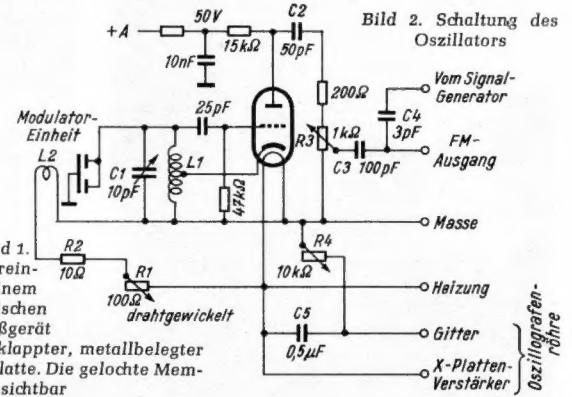 Bild 2. Schaltung des
Oszillators
+A
50V
15kΩ
C2
50pF
10nF
200Ω
Vom Signal-
Generator
Modulator-
Einheit
25pF
R3
1kΩ
C4
3pF
FM-
Ausgang
C3
100pF
L2
C1
10pF
L1
47kΩ
Masse
R2
10Ω
R1
100Ω
drahtgewickelt
R4
10kΩ
Heizung
C5
0,5µF
Gitter
X-Platten-
Verstärker
Oszillografen-
röhre
d 1.
rein-
inem
ischen
ßgerät
klappter, metallbelegter
latte. Die gelochte Mem-
sichtbar